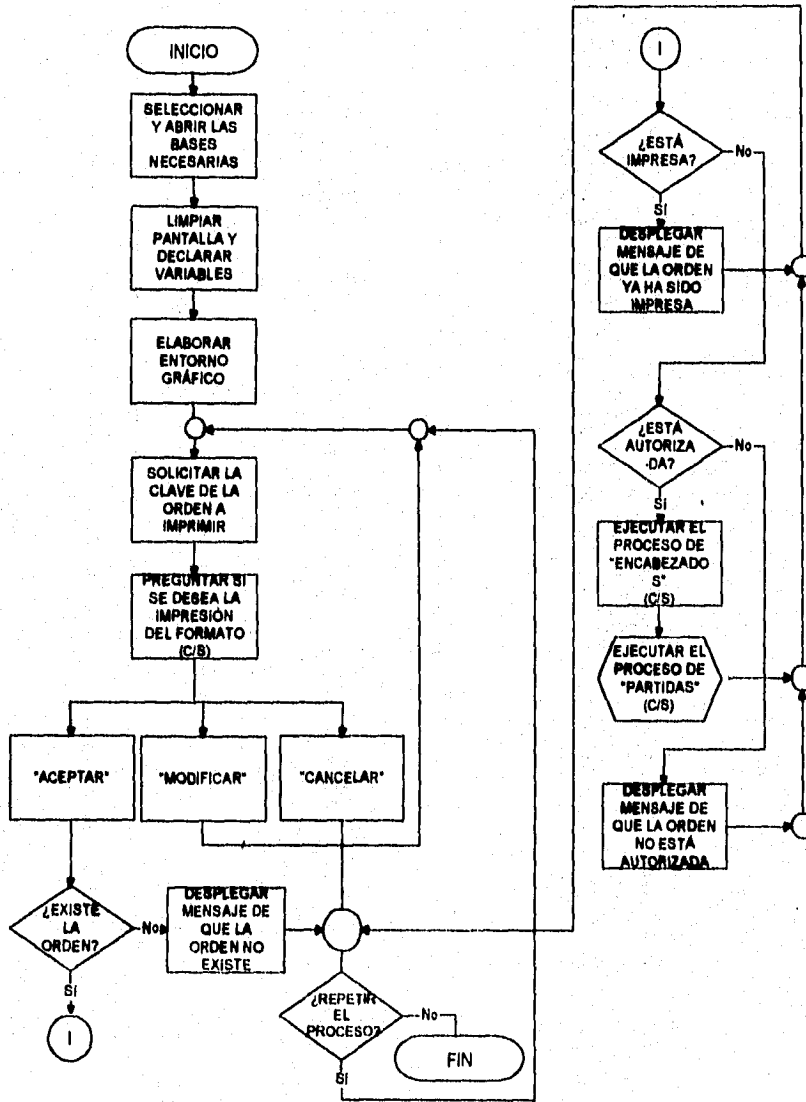 INICIO
SELECCIONAR
Y ABRIR LAS
BASES
NECESARIAS
LIMPIAR
PANTALLA Y
DECLARAR
VARIABLES
ELABORAR
ENTORNO
GRÁFICO
SOLICITAR LA
CLAVE DE LA
ORDEN A
IMPRIMIR
PREGUNTAR SI
SE DESEA LA
IMPRESIÓN
DEL FORMATO
(C/S)
"ACEPTAR"
"MODIFICAR"
"CANCELAR"
¿EXISTE
LA
ORDEN?
No
DESPLEGAR
MENSAJE DE
QUE LA
ORDEN NO
EXISTE
Sí
I
¿REPETIR
EL
PROCESO?
No
FIN
Sí
I
¿ESTÁ
IMPRESA?
No
Sí
DESPLEGAR
MENSAJE DE
QUE LA ORDEN
YA HA SIDO
IMPRESA
¿ESTÁ
AUTORIZA
-DA?
No
Sí
EJECUTAR EL
PROCESO DE
"ENCABEZADO
S"
(C/S)
EJECUTAR EL
PROCESO DE
"PARTIDAS"
(C/S)
DESPLEGAR
MENSAJE DE
QUE LA ORDEN
NO ESTÁ
AUTORIZADA